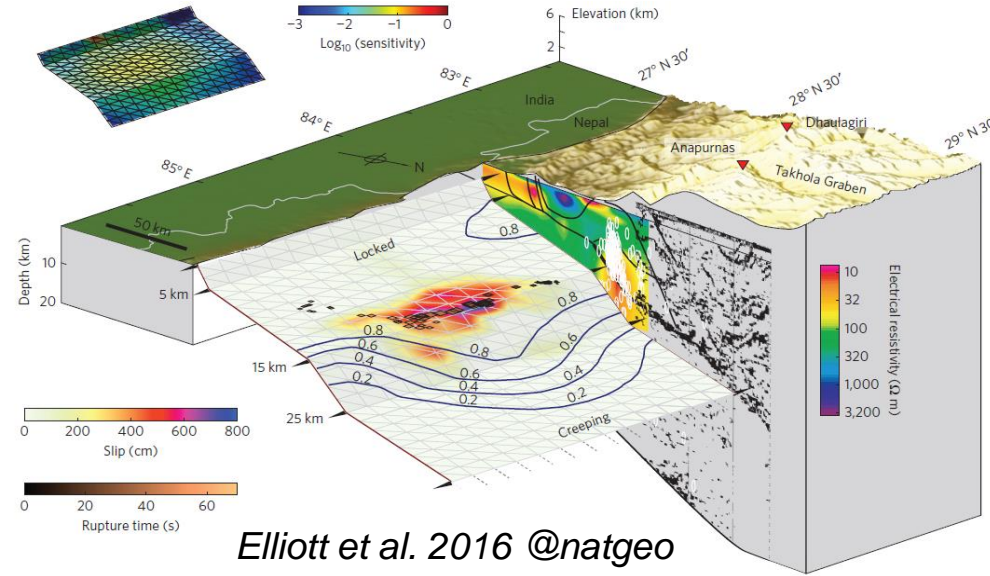 −3 −2 −1 0
Log₁₀ (sensitivity)
6
Elevation (km)
2
83° E
27° N 30′
India
28° N 30′
84° E
Nepal
Dhaulagiri
29° N 30′
Anapurnas
85° E
N
Takhola Graben
50 km
0.8
Locked
Depth (km)
10
20
5 km
Electrical resistivity (Ω m)
10
32
100
320
1,000
3,200
0.8
0.8
0.8
0.6
0.6
0.4
0.6
0.4
0.4
0.2
0.2
0.2
15 km
25 km
Creeping
0 200 400 600 800
Slip (cm)
0 20 40 60
Rupture time (s)
Elliott et al. 2016 @natgeo